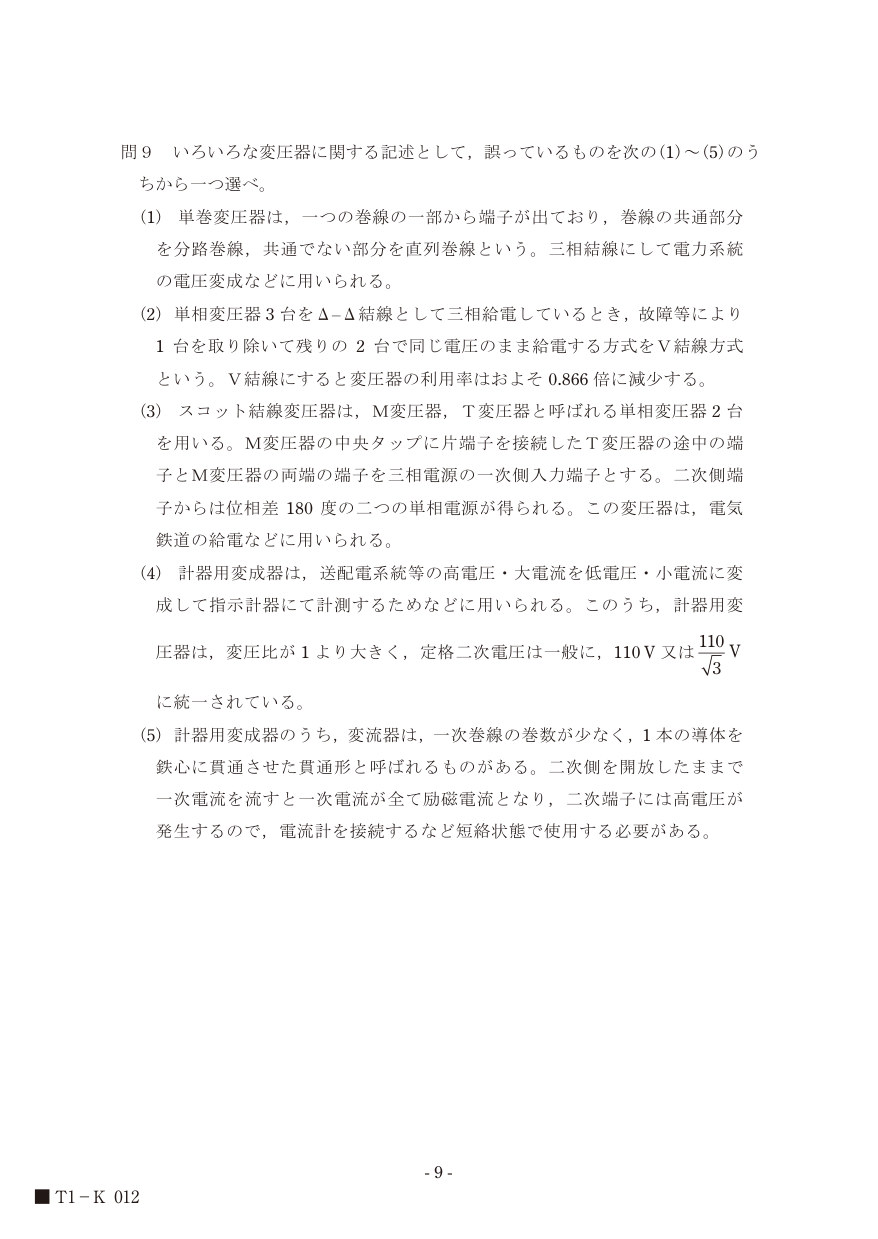 問９　いろいろな変圧器に関する記述として，誤っているものを次の(1)～(5)のう
ちから一つ選べ。
(1)　単巻変圧器は，一つの巻線の一部から端子が出ており，巻線の共通部分
を分路巻線，共通でない部分を直列巻線という。三相結線にして電力系統
の電圧変成などに用いられる。
(2)　単相変圧器 3 台を Δ–Δ 結線として三相給電しているとき，故障等により
1 台を取り除いて残りの 2 台で同じ電圧のまま給電する方式をＶ結線方式
という。Ｖ結線にすると変圧器の利用率はおよそ 0.866 倍に減少する。
(3)　スコット結線変圧器は，Ｍ変圧器，Ｔ変圧器と呼ばれる単相変圧器 2 台
を用いる。Ｍ変圧器の中央タップに片端子を接続したＴ変圧器の途中の端
子とＭ変圧器の両端の端子を三相電源の一次側入力端子とする。二次側端
子からは位相差 180 度の二つの単相電源が得られる。この変圧器は，電気
鉄道の給電などに用いられる。
(4)　計器用変成器は，送配電系統等の高電圧・大電流を低電圧・小電流に変
成して指示計器にて計測するためなどに用いられる。このうち，計器用変
圧器は，変圧比が 1 より大きく，定格二次電圧は一般に，110 V 又は 110/√3 V
に統一されている。
(5)　計器用変成器のうち，変流器は，一次巻線の巻数が少なく，1 本の導体を
鉄心に貫通させた貫通形と呼ばれるものがある。二次側を開放したままで
一次電流を流すと一次電流が全て励磁電流となり，二次端子には高電圧が
発生するので，電流計を接続するなど短絡状態で使用する必要がある。
- 9 -
■ T1－K 012